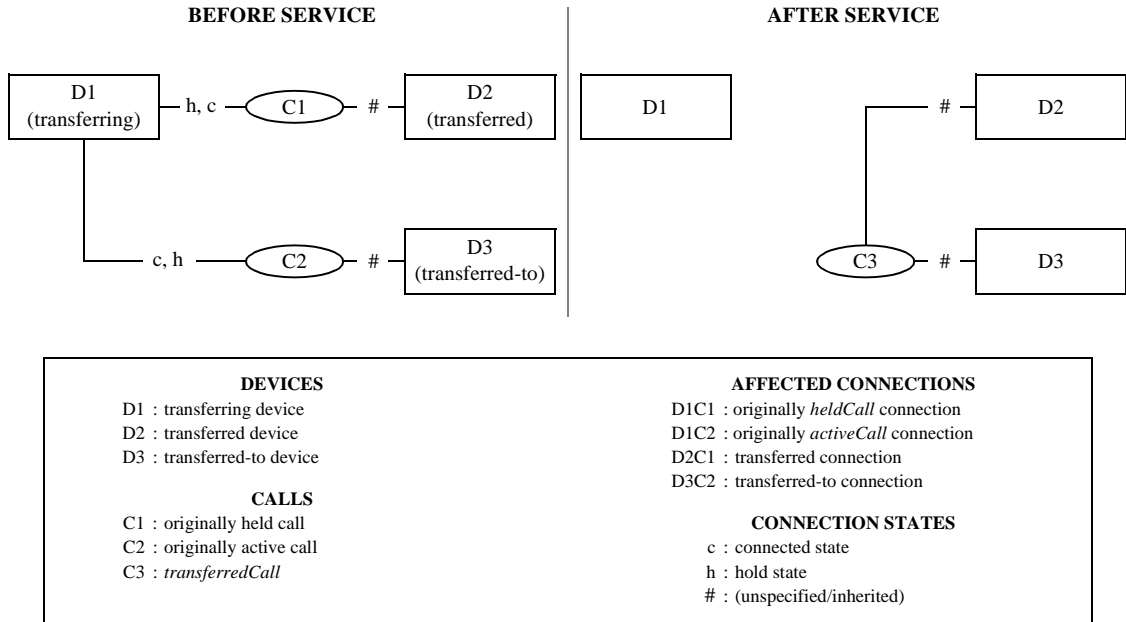 BEFORE SERVICE
AFTER SERVICE
D1
(transferring)
h, c
C1
#
D2
(transferred)
c, h
C2
#
D3
(transferred-to)
D1
#
D2
C3
#
D3
DEVICES
D1 : transferring device
D2 : transferred device
D3 : transferred-to device
CALLS
C1 : originally held call
C2 : originally active call
C3 : transferredCall
AFFECTED CONNECTIONS
D1C1 : originally heldCall connection
D1C2 : originally activeCall connection
D2C1 : transferred connection
D3C2 : transferred-to connection
CONNECTION STATES
c : connected state
h : hold state
# : (unspecified/inherited)